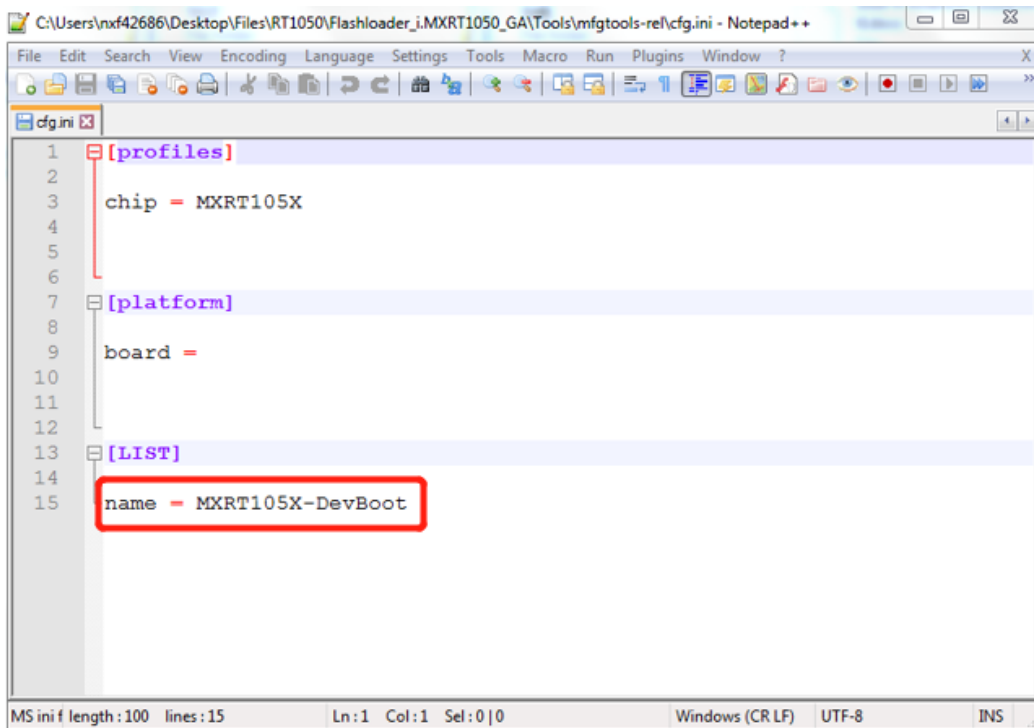 C:\Users\nxf42686\Desktop\Files\RT1050\Flashloader_i.MXRT1050_GA\Tools\mfgtools-rel\cfg.ini - Notepad++
File Edit Search View Encoding Language Settings Tools Macro Run Plugins Window ? X
cfg.ini
1 [profiles]
2
3 chip = MXRT105X
4
5
6
7 [platform]
8
9 board =
10
11
12
13 [LIST]
14
15 name = MXRT105X-DevBoot
MS ini f length : 100 lines : 15 Ln : 1 Col : 1 Sel : 0 | 0 Windows (CR LF) UTF-8 INS